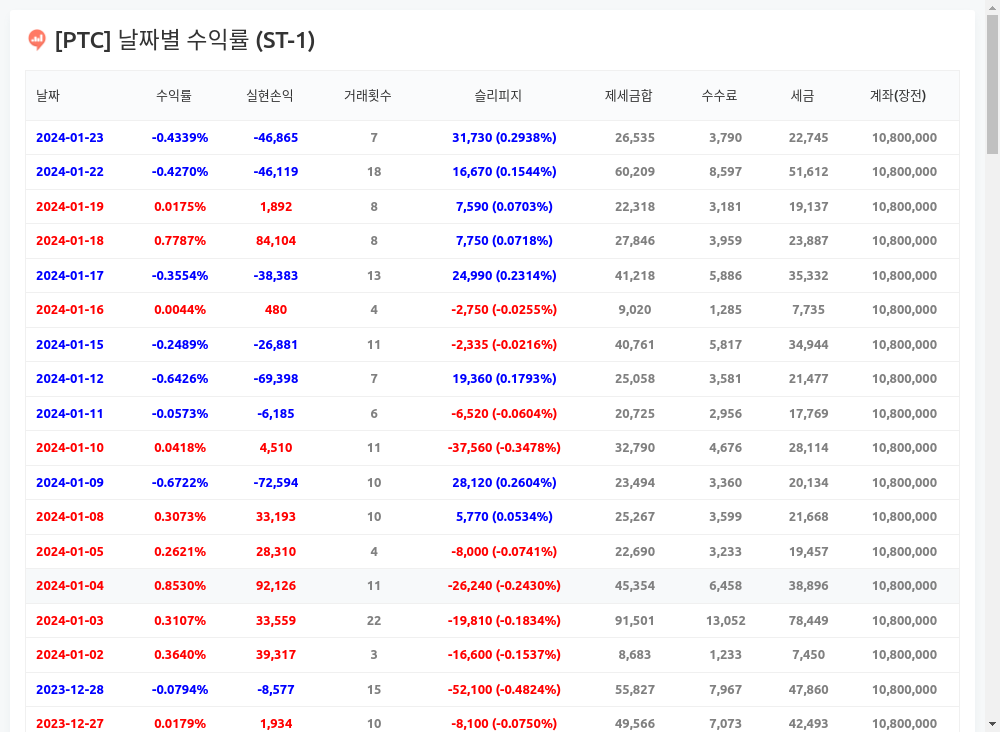 [PTC] 날짜별 수익률 (ST-1)
날짜 수익률 실현손익 거래횟수 슬리피지 제세금합 수수료 세금 계좌(장전)
2024-01-23 -0.4339% -46,865 7 31,730 (0.2938%) 26,535 3,790 22,745 10,800,000
2024-01-22 -0.4270% -46,119 18 16,670 (0.1544%) 60,209 8,597 51,612 10,800,000
2024-01-19 0.0175% 1,892 8 7,590 (0.0703%) 22,318 3,181 19,137 10,800,000
2024-01-18 0.7787% 84,104 8 7,750 (0.0718%) 27,846 3,959 23,887 10,800,000
2024-01-17 -0.3554% -38,383 13 24,990 (0.2314%) 41,218 5,886 35,332 10,800,000
2024-01-16 0.0044% 480 4 -2,750 (-0.0255%) 9,020 1,285 7,735 10,800,000
2024-01-15 -0.2489% -26,881 11 -2,335 (-0.0216%) 40,761 5,817 34,944 10,800,000
2024-01-12 -0.6426% -69,398 7 19,360 (0.1793%) 25,058 3,581 21,477 10,800,000
2024-01-11 -0.0573% -6,185 6 -6,520 (-0.0604%) 20,725 2,956 17,769 10,800,000
2024-01-10 0.0418% 4,510 11 -37,560 (-0.3478%) 32,790 4,676 28,114 10,800,000
2024-01-09 -0.6722% -72,594 10 28,120 (0.2604%) 23,494 3,360 20,134 10,800,000
2024-01-08 0.3073% 33,193 10 5,770 (0.0534%) 25,267 3,599 21,668 10,800,000
2024-01-05 0.2621% 28,310 4 -8,000 (-0.0741%) 22,690 3,233 19,457 10,800,000
2024-01-04 0.8530% 92,126 11 -26,240 (-0.2430%) 45,354 6,458 38,896 10,800,000
2024-01-03 0.3107% 33,559 22 -19,810 (-0.1834%) 91,501 13,052 78,449 10,800,000
2024-01-02 0.3640% 39,317 3 -16,600 (-0.1537%) 8,683 1,233 7,450 10,800,000
2023-12-28 -0.0794% -8,577 15 -52,100 (-0.4824%) 55,827 7,967 47,860 10,800,000
2023-12-27 0.0179% 1,934 10 -8,100 (-0.0750%) 49,566 7,073 42,493 10,800,000